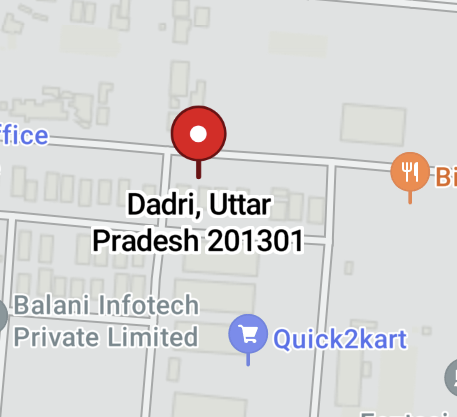 ffice
Dadri, Uttar
Pradesh 201301
Bi
Balani Infotech
Private Limited
Quick2kart